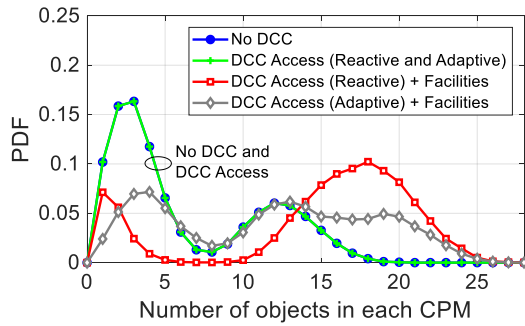 0.25
0.2
0.15
0.1
0.05
0
PDF
No DCC
DCC Access (Reactive and Adaptive)
DCC Access (Reactive) + Facilities
DCC Access (Adaptive) + Facilities
No DCC and
DCC Access
0 5 10 15 20 25
Number of objects in each CPM